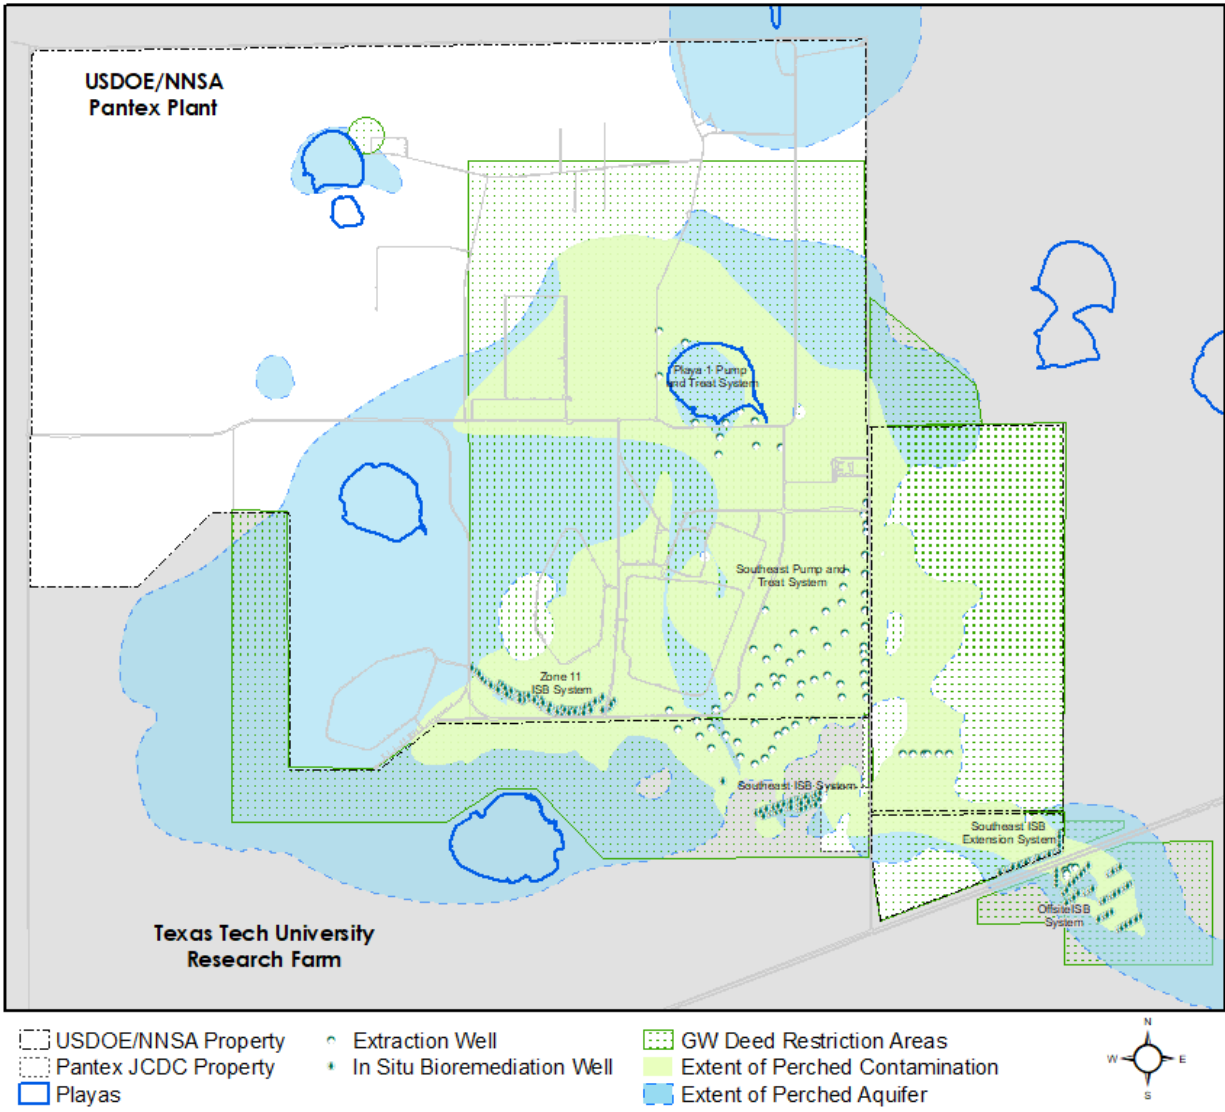 USDOE/NNSA
Pantex Plant
Playa 1 Pump
and Treat System
Southeast Pump and
Treat System
Zone 11
ISB System
Southeast ISB System
Southeast ISB
Extension System
Offsite ISB
System
Texas Tech University
Research Farm
USDOE/NNSA Property
Extraction Well
GW Deed Restriction Areas
Pantex JCDC Property
In Situ Bioremediation Well
Extent of Perched Contamination
Playas
Extent of Perched Aquifer
N
W E
S